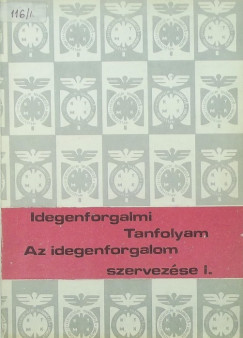 116/1.
Idegenforgalmi
Tanfolyam
Az idegenforgalom
szervezése I.